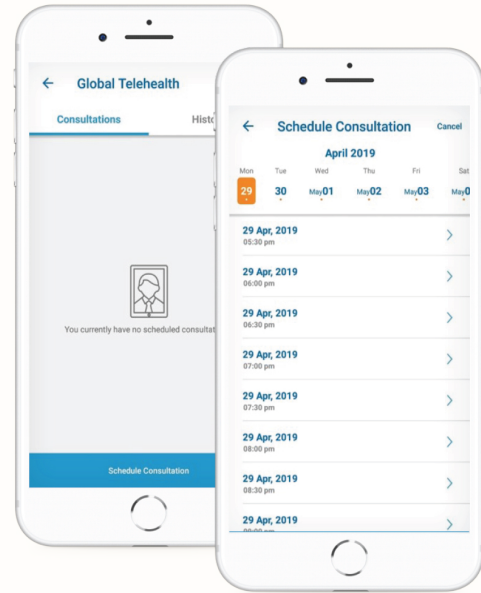 Global Telehealth
Consultations
You currently have no scheduled
Schedule Consultation
Schedule Consultation
Cancel
April 2019
Mon Tue Wed Thu Fri Sat
29 30 May01 May02 May03
29 Apr, 2019
05:30 pm
29 Apr, 2019
06:00 pm
29 Apr, 2019
06:30 pm
29 Apr, 2019
07:00 pm
29 Apr, 2019
07:30 pm
29 Apr, 2019
08:00 pm
29 Apr, 2019
08:30 pm
29 Apr, 2019